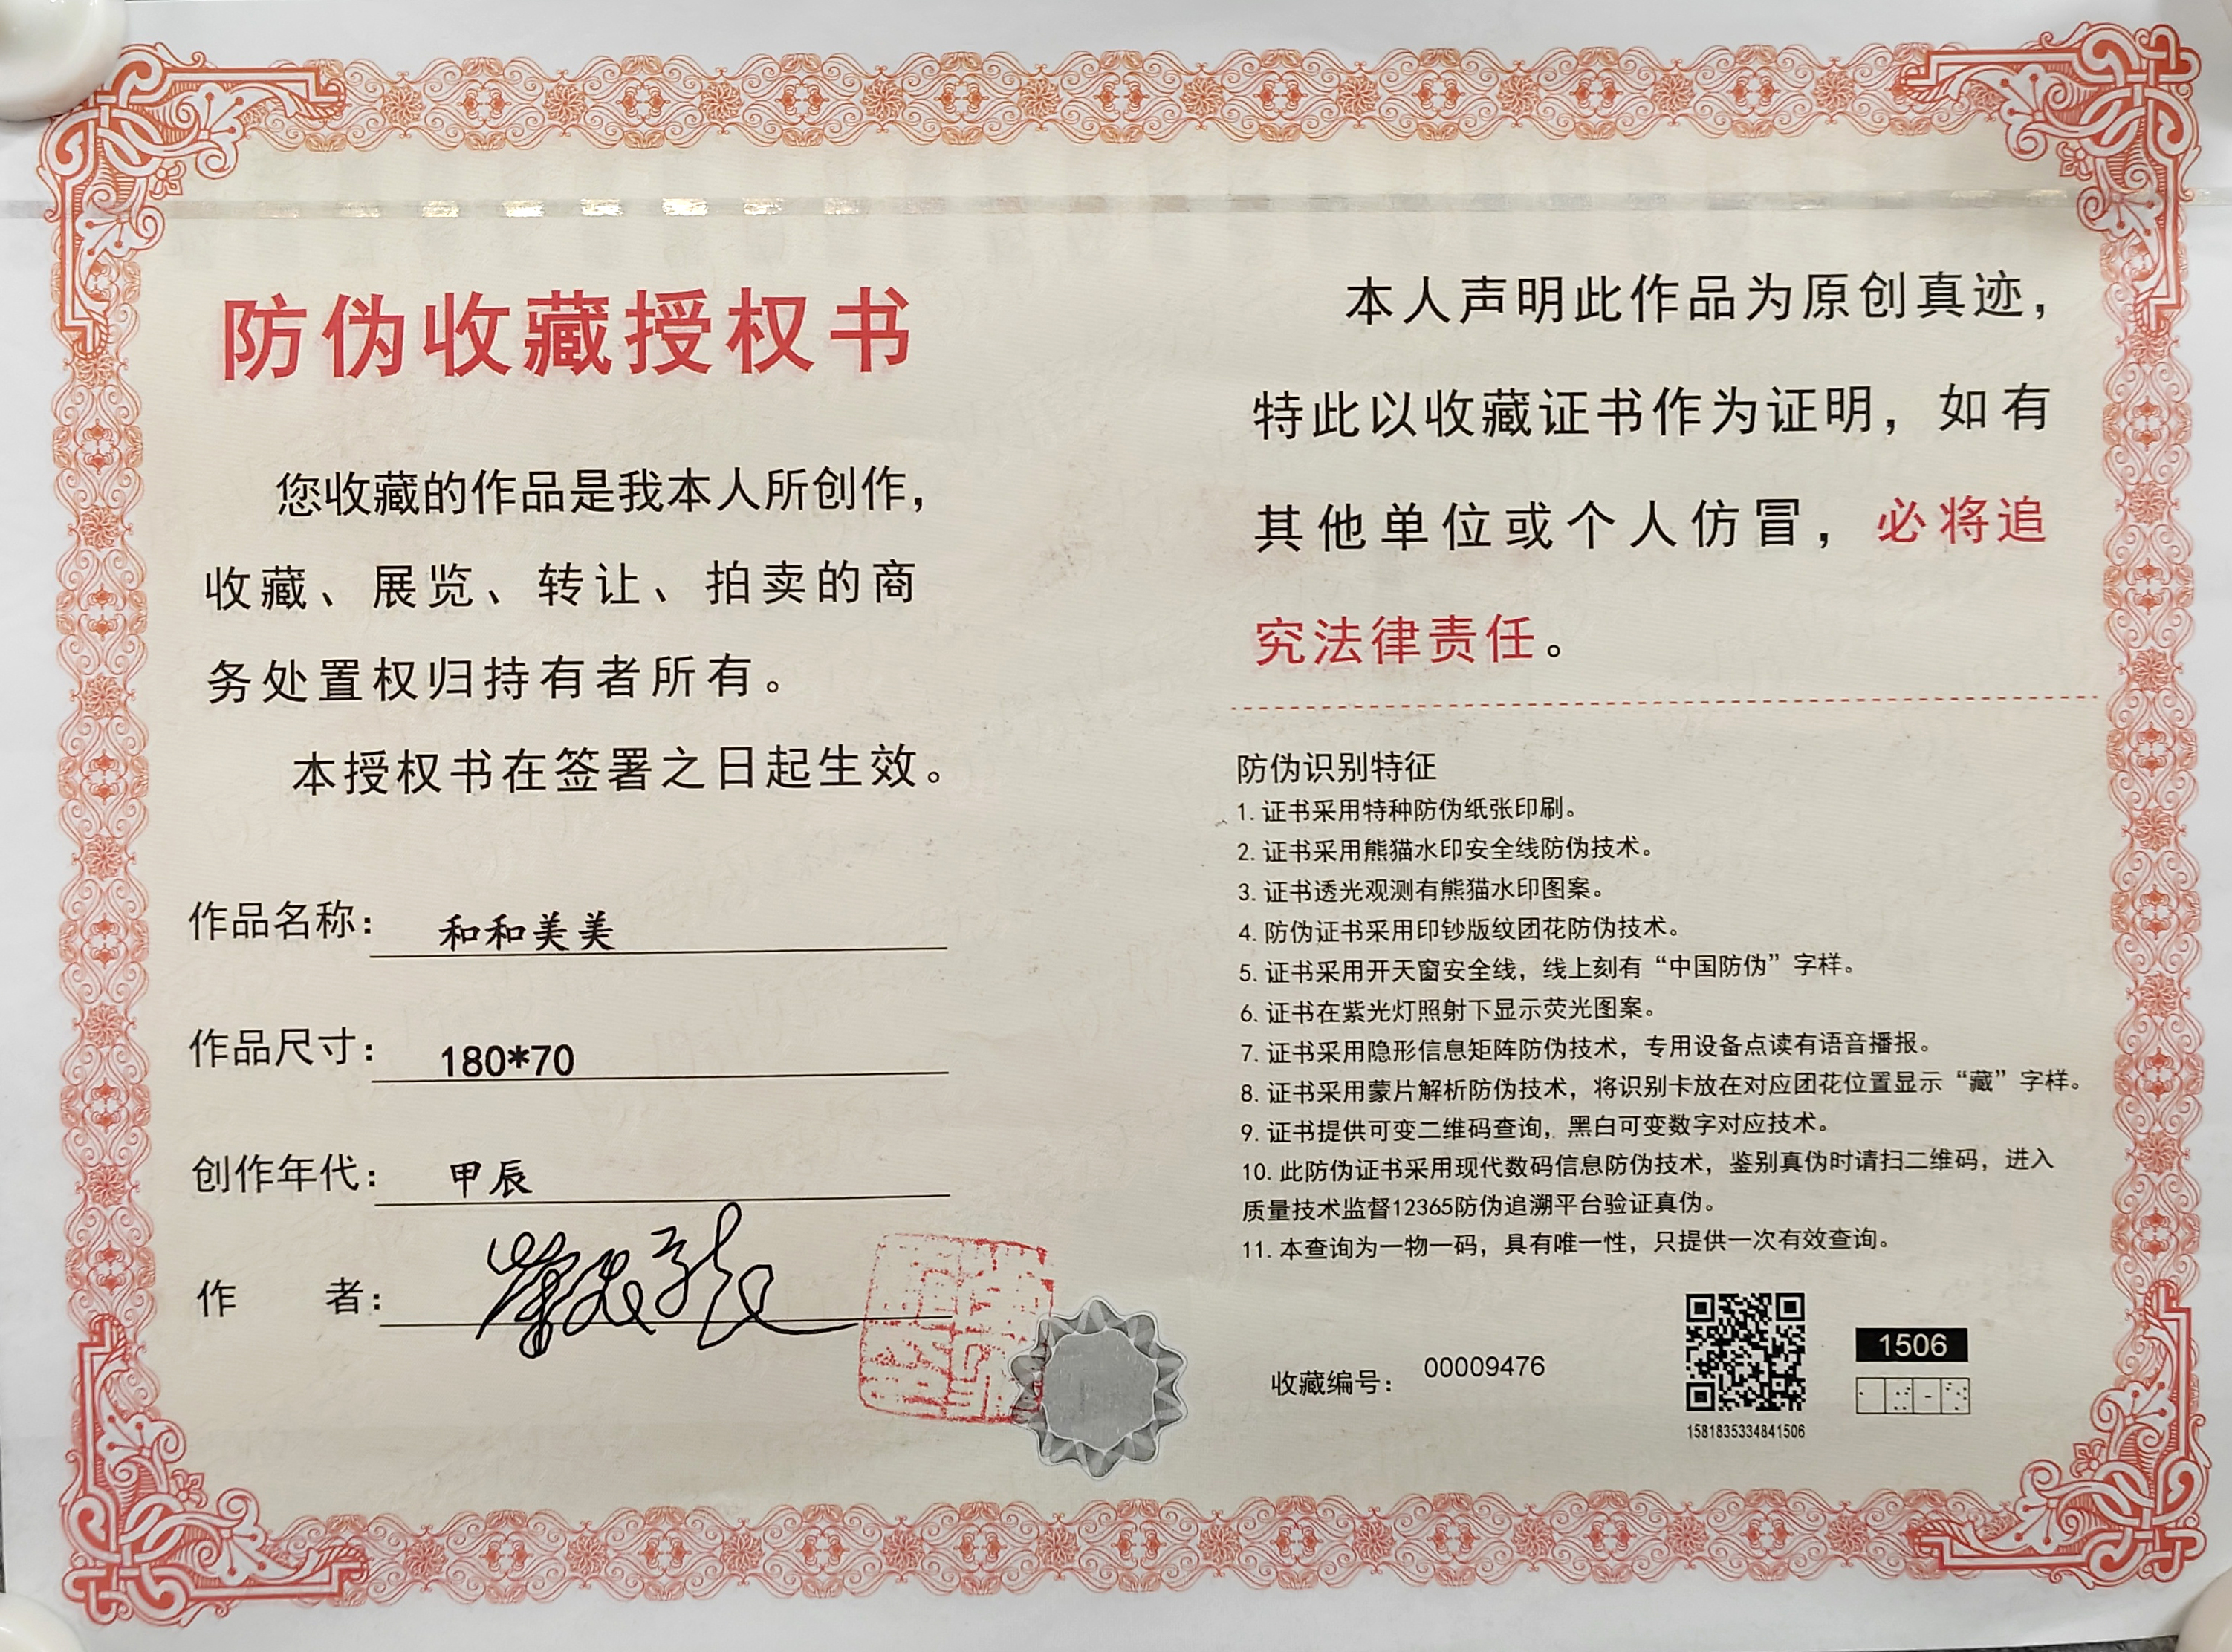 防伪收藏授权书
您收藏的作品是我本人所创作，
收藏、展览、转让、拍卖的商
务处置权归持有者所有。
本授权书在签署之日起生效。
作品名称：和和美美
作品尺寸：180*70
创作年代：甲辰
作 者：
本人声明此作品为原创真迹，
特此以收藏证书作为证明，如有
其他单位或个人仿冒，必将追
究法律责任。
防伪识别特征
1. 证书采用特种防伪纸张印刷。
2. 证书采用熊猫水印安全线防伪技术。
3. 证书透光观测有熊猫水印图案。
4. 防伪证书采用印钞版纹团花防伪技术。
5. 证书采用开天窗安全线，线上刻有“中国防伪”字样。
6. 证书在紫光灯照射下显示荧光图案。
7. 证书采用隐形信息矩阵防伪技术，专用设备点读有语音播报。
8. 证书采用蒙片解析防伪技术，将识别卡放在对应团花位置显示“藏”字样。
9. 证书提供可变二维码查询，黑白可变数字对应技术。
10. 此防伪证书采用现代数码信息防伪技术，鉴别真伪时请扫二维码，进入
质量技术监督12365防伪追溯平台验证真伪。
11. 本查询为一物一码，具有唯一性，只提供一次有效查询。
收藏编号：00009476
1581835334841506
1506